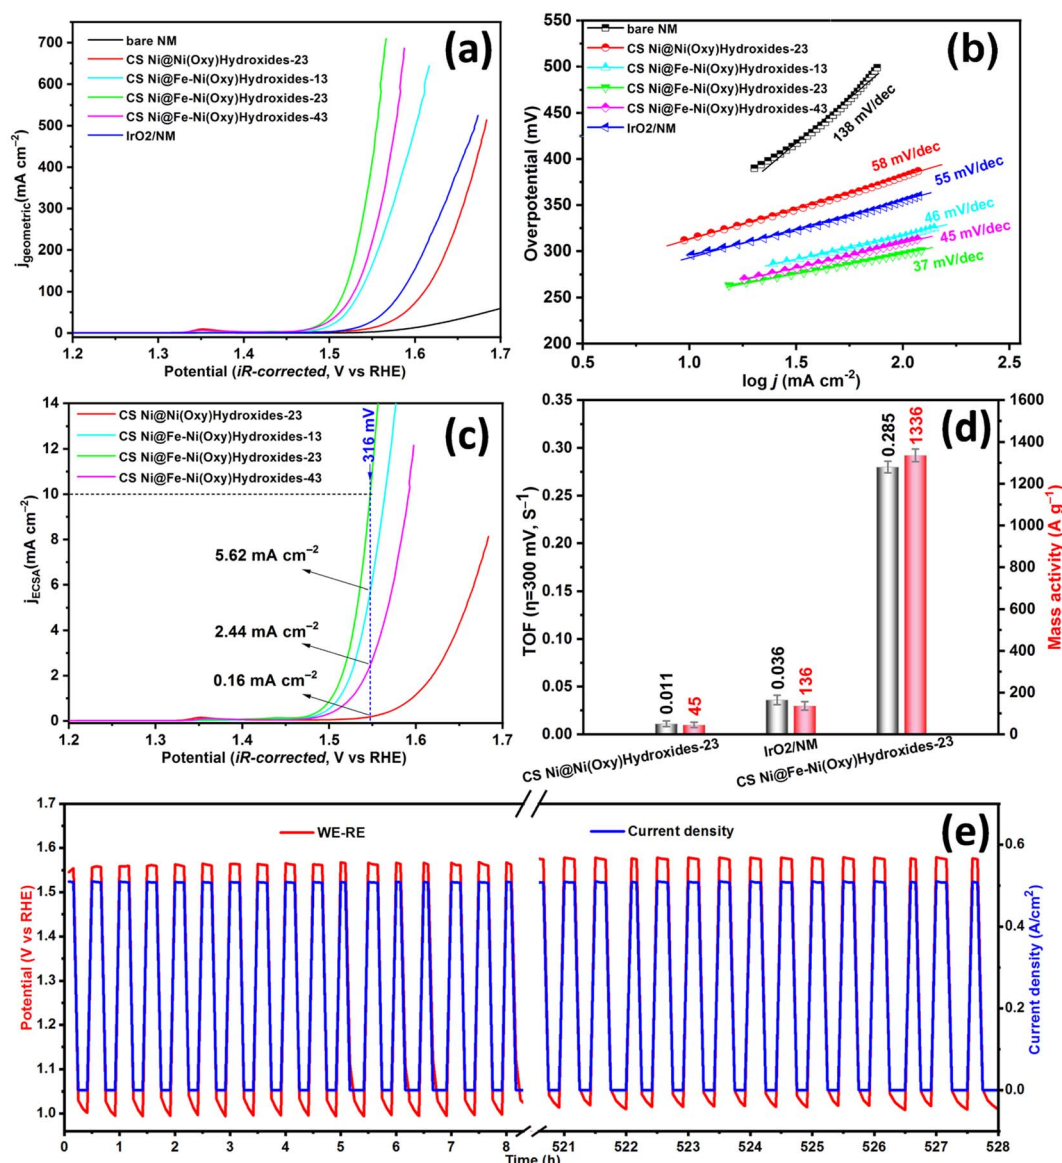 (a)
bare NM
CS Ni@Ni(Oxy)Hydroxides-23
CS Ni@Fe-Ni(Oxy)Hydroxides-13
CS Ni@Fe-Ni(Oxy)Hydroxides-23
CS Ni@Fe-Ni(Oxy)Hydroxides-43
IrO2/NM
jgeometric(mA cm−2)
700
600
500
400
300
200
100
0
1.2 1.3 1.4 1.5 1.6 1.7
Potential (iR-corrected, V vs RHE)
(b)
bare NM
CS Ni@Ni(Oxy)Hydroxides-23
CS Ni@Fe-Ni(Oxy)Hydroxides-13
CS Ni@Fe-Ni(Oxy)Hydroxides-23
CS Ni@Fe-Ni(Oxy)Hydroxides-43
IrO2/NM
138 mV/dec
58 mV/dec
55 mV/dec
46 mV/dec
45 mV/dec
37 mV/dec
Overpotential (mV)
550
500
450
400
350
300
250
200
0.5 1.0 1.5 2.0 2.5
log j (mA cm−2)
(c)
CS Ni@Ni(Oxy)Hydroxides-23
CS Ni@Fe-Ni(Oxy)Hydroxides-13
CS Ni@Fe-Ni(Oxy)Hydroxides-23
CS Ni@Fe-Ni(Oxy)Hydroxides-43
316 mV
5.62 mA cm−2
2.44 mA cm−2
0.16 mA cm−2
jECSA(mA cm−2)
14
12
10
8
6
4
2
0
1.2 1.3 1.4 1.5 1.6 1.7
Potential (iR-corrected, V vs RHE)
(d)
TOF (η=300 mV, S−1)
0.35
0.30
0.25
0.20
0.15
0.10
0.05
0.00
0.011
45
0.036
136
0.285
1336
1600
1400
1200
1000
800
600
400
200
0
Mass activity (A g−1)
CS Ni@Ni(Oxy)Hydroxides-23
IrO2/NM
CS Ni@Fe-Ni(Oxy)Hydroxides-23
(e)
WE-RE
Current density
Potential (V vs RHE)
1.7
1.6
1.5
1.4
1.3
1.2
1.1
1.0
0.6
0.4
0.2
0.0
Current density (A/cm2)
0 1 2 3 4 5 6 7 8 521 522 523 524 525 526 527 528
Time (h)